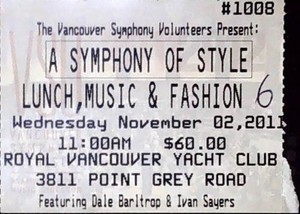 #1008
The Vancouver Symphony Volunteers Present:
A SYMPHONY OF STYLE
LUNCH,MUSIC & FASHION 6
Wednesday November 02,2011
11:00AM $60.00
ROYAL VANCOUVER YACHT CLUB
3811 POINT GREY ROAD
Featuring Dale Barltrop & Ivan Sayers